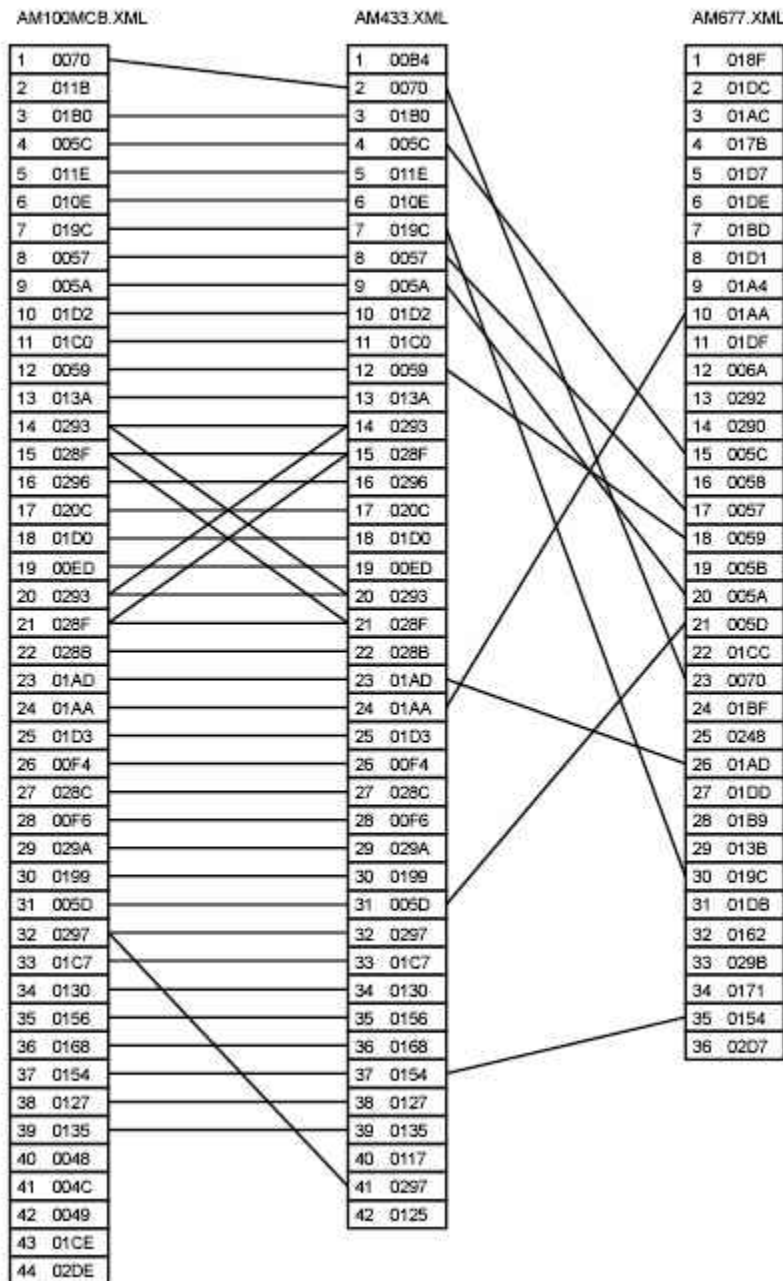 AM100MCB.XML AM433.XML AM677.XML
1 0070 1 00B4 1 018F
2 011B 2 0070 2 01DC
3 01B0 3 01B0 3 01AC
4 005C 4 005C 4 017B
5 011E 5 011E 5 01D7
6 010E 6 010E 6 01DE
7 019C 7 019C 7 01BD
8 0057 8 0057 8 01D1
9 005A 9 005A 9 01A4
10 01D2 10 01D2 10 01AA
11 01C0 11 01C0 11 01DF
12 0059 12 0059 12 006A
13 013A 13 013A 13 0292
14 0293 14 0293 14 0290
15 028F 15 028F 15 005C
16 0296 16 0296 16 0058
17 020C 17 020C 17 0057
18 01D0 18 01D0 18 0059
19 00ED 19 00ED 19 005B
20 0293 20 0293 20 005A
21 028F 21 028F 21 005D
22 028B 22 028B 22 01CC
23 01AD 23 01AD 23 0070
24 01AA 24 01AA 24 01BF
25 01D3 25 01D3 25 0248
26 00F4 26 00F4 26 01AD
27 028C 27 028C 27 01DD
28 00F6 28 00F6 28 01B9
29 029A 29 029A 29 013B
30 0199 30 0199 30 019C
31 005D 31 005D 31 01DB
32 0297 32 0297 32 0162
33 01C7 33 01C7 33 029B
34 0130 34 0130 34 0171
35 0156 35 0156 35 0154
36 0168 36 0168 36 02D7
37 0154 37 0154
38 0127 38 0127
39 0135 39 0135
40 0048 40 0117
41 004C 41 0297
42 0049 42 0125
43 01CE
44 02DE